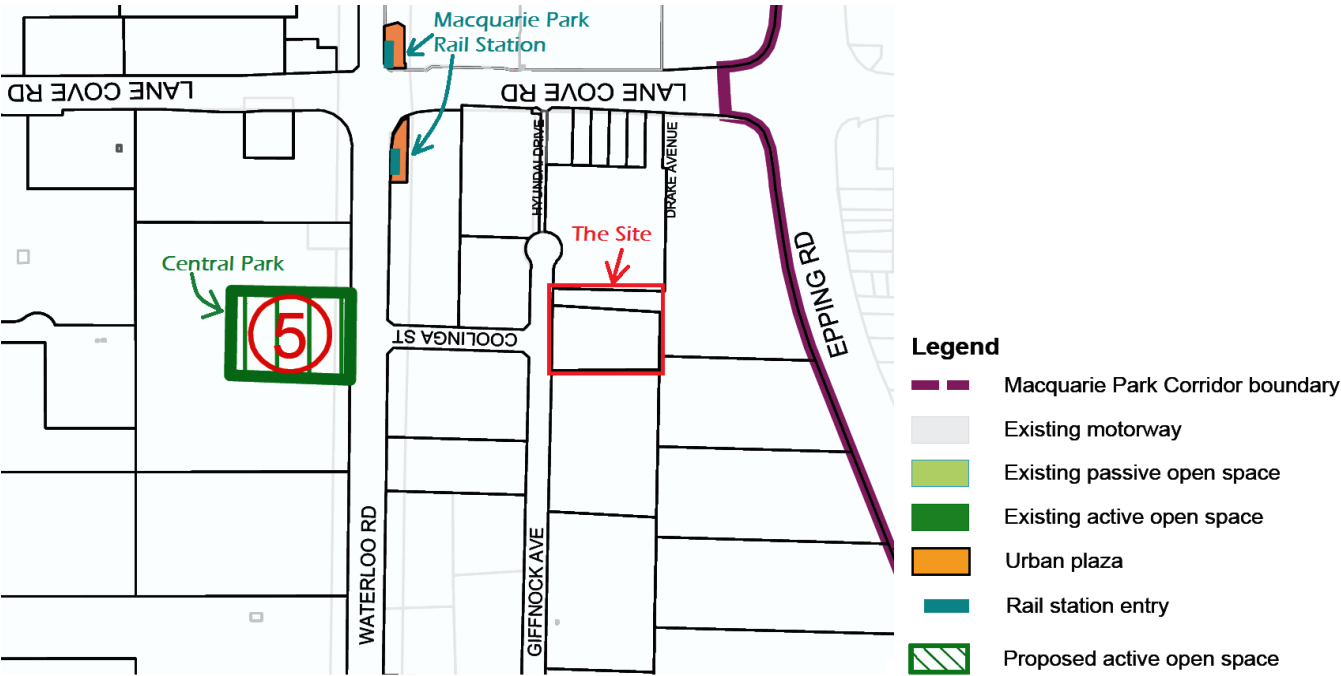 Macquarie Park
Rail Station
LANE COVE RD
LANE COVE RD
HYUNDAI DRIVE
DRAKE AVENUE
The Site
Central Park
5
COOLINGA ST
EPPING RD
WATERLOO RD
GIFFNOCK AVE
Legend
Macquarie Park Corridor boundary
Existing motorway
Existing passive open space
Existing active open space
Urban plaza
Rail station entry
Proposed active open space